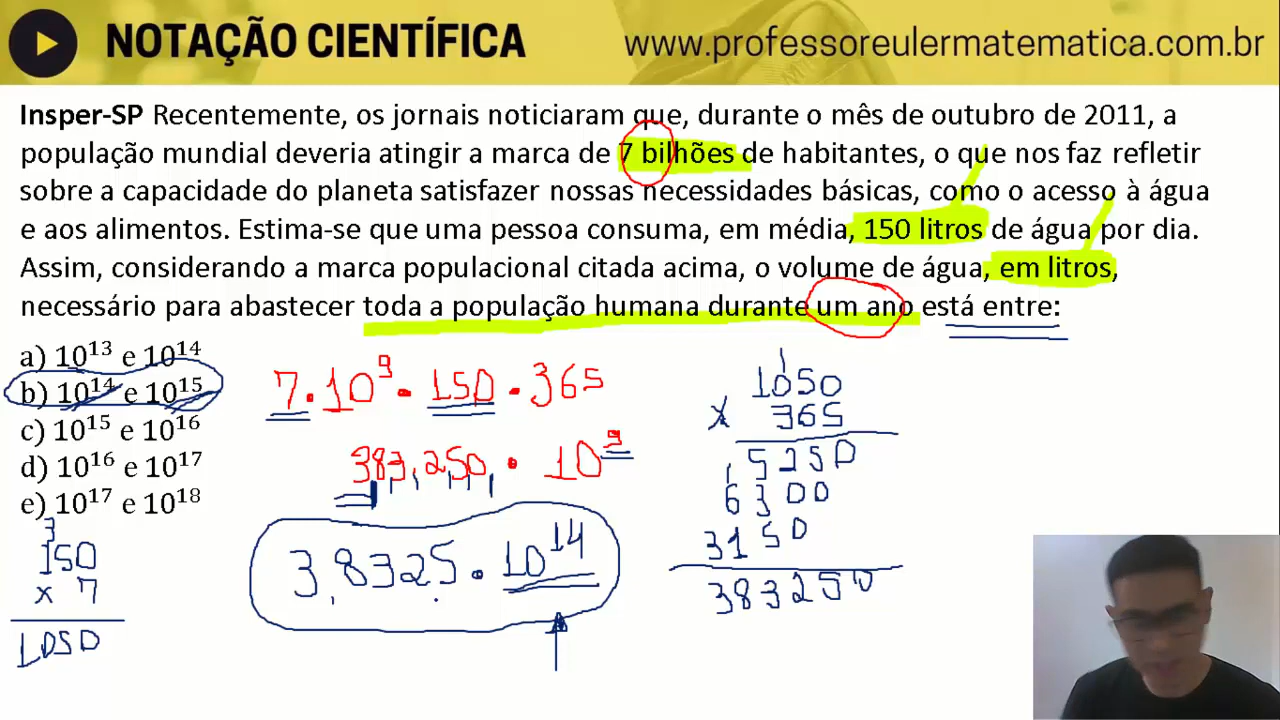 NOTAÇÃO CIENTÍFICA
www.professoreulermatematica.com.br
Insper-SP Recentemente, os jornais noticiaram que, durante o mês de outubro de 2011, a
população mundial deveria atingir a marca de 7 bilhões de habitantes, o que nos faz refletir
sobre a capacidade do planeta satisfazer nossas necessidades básicas, como o acesso à água
e aos alimentos. Estima-se que uma pessoa consuma, em média, 150 litros de água por dia.
Assim, considerando a marca populacional citada acima, o volume de água, em litros,
necessário para abastecer toda a população humana durante um ano está entre:
a) 10¹³ e 10¹⁴
b) 10¹⁴ e 10¹⁵
c) 10¹⁵ e 10¹⁶
d) 10¹⁶ e 10¹⁷
e) 10¹⁷ e 10¹⁸
3
150
x 7
1050
7 . 10⁹ . 150 . 365
383,250 . 10⁹
3,8325 . 10¹⁴
1
1050
x 365
5250
1
6300
3150
383250